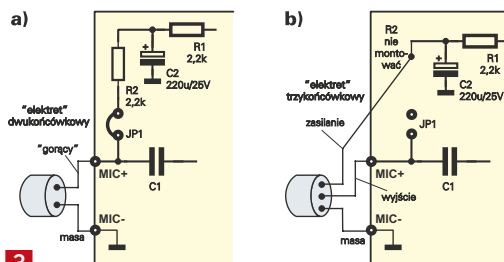 a)
R1
2,2k
C2
220u/25V
R2
2,2k
"elektret"
dwukońcówkowy
JP1
"gorący"
MIC+
C1
MIC-
masa
2
b)
R2
nie
monto-
wać
R1
2,2k
C2
220u/25V
"elektret"
trzykońcówkowy
zasilanie
JP1
MIC+
C1
wyjście
MIC-
masa